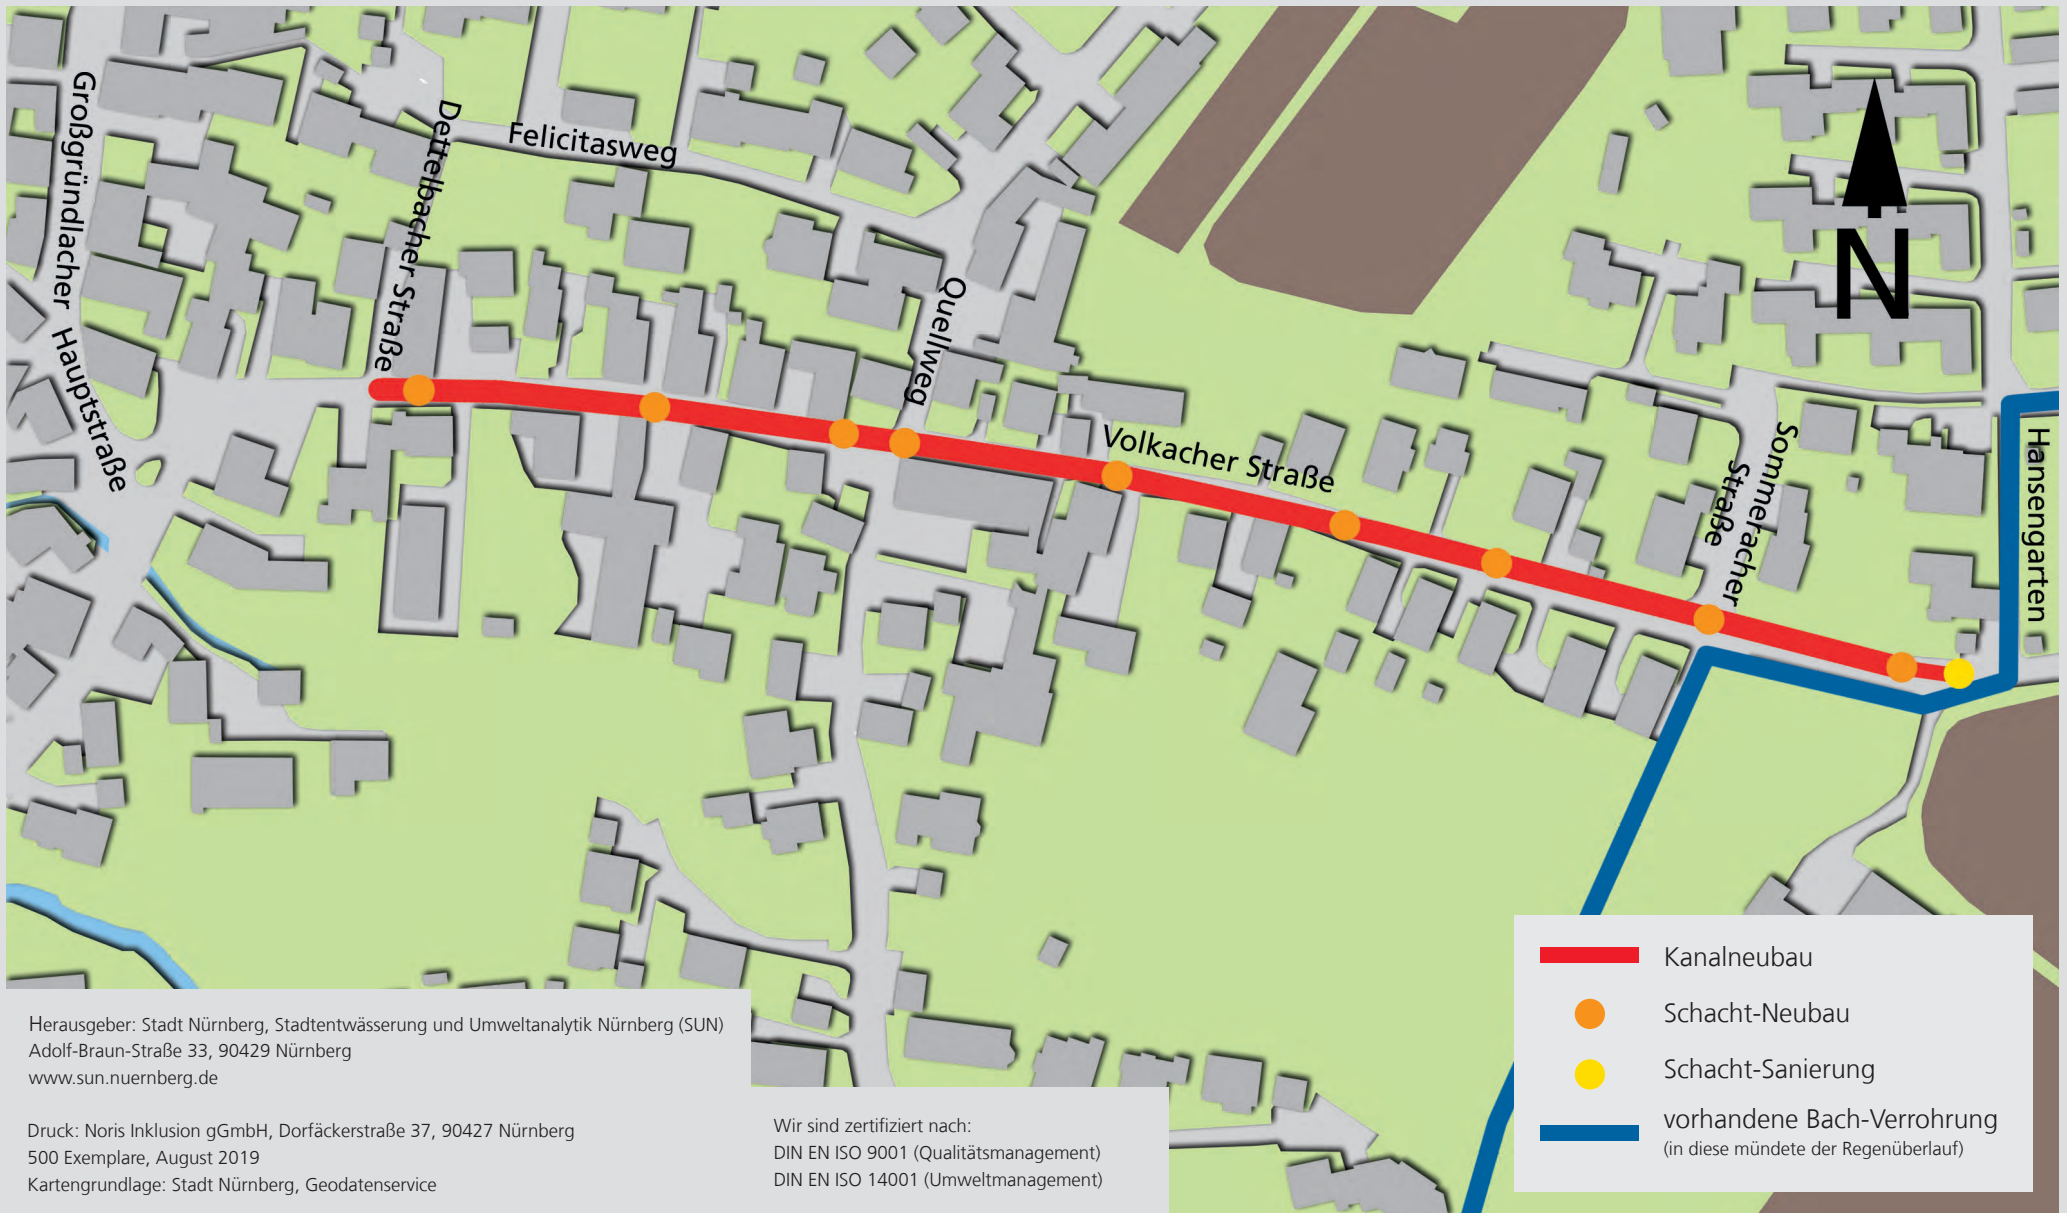 Großgründlacher Hauptstraße
Dettelbacher Straße
Felicitasweg
Quellweg
Volkacher Straße
Sommeracher
Straße
Hansengarten
N
Kanalneubau
Schacht-Neubau
Schacht-Sanierung
vorhandene Bach-Verrohrung
(in diese mündete der Regenüberlauf)
Herausgeber: Stadt Nürnberg, Stadtentwässerung und Umweltanalytik Nürnberg (SUN)
Adolf-Braun-Straße 33, 90429 Nürnberg
www.sun.nuernberg.de
Druck: Noris Inklusion gGmbH, Dorfäckerstraße 37, 90427 Nürnberg
500 Exemplare, August 2019
Kartengrundlage: Stadt Nürnberg, Geodatenservice
Wir sind zertifiziert nach:
DIN EN ISO 9001 (Qualitätsmanagement)
DIN EN ISO 14001 (Umweltmanagement)